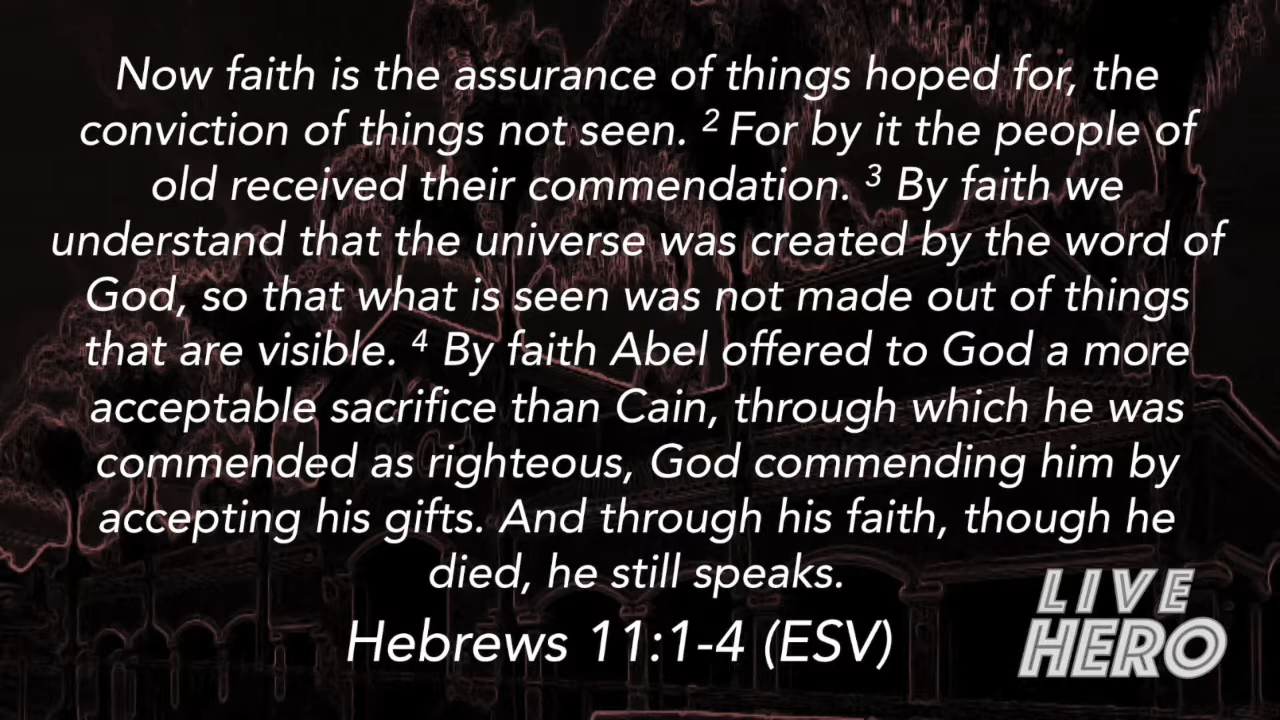 Now faith is the assurance of things hoped for, the
conviction of things not seen. ² For by it the people of
old received their commendation. ³ By faith we
understand that the universe was created by the word of
God, so that what is seen was not made out of things
that are visible. ⁴ By faith Abel offered to God a more
acceptable sacrifice than Cain, through which he was
commended as righteous, God commending him by
accepting his gifts. And through his faith, though he
died, he still speaks.
Hebrews 11:1-4 (ESV)
LIVE
HERO